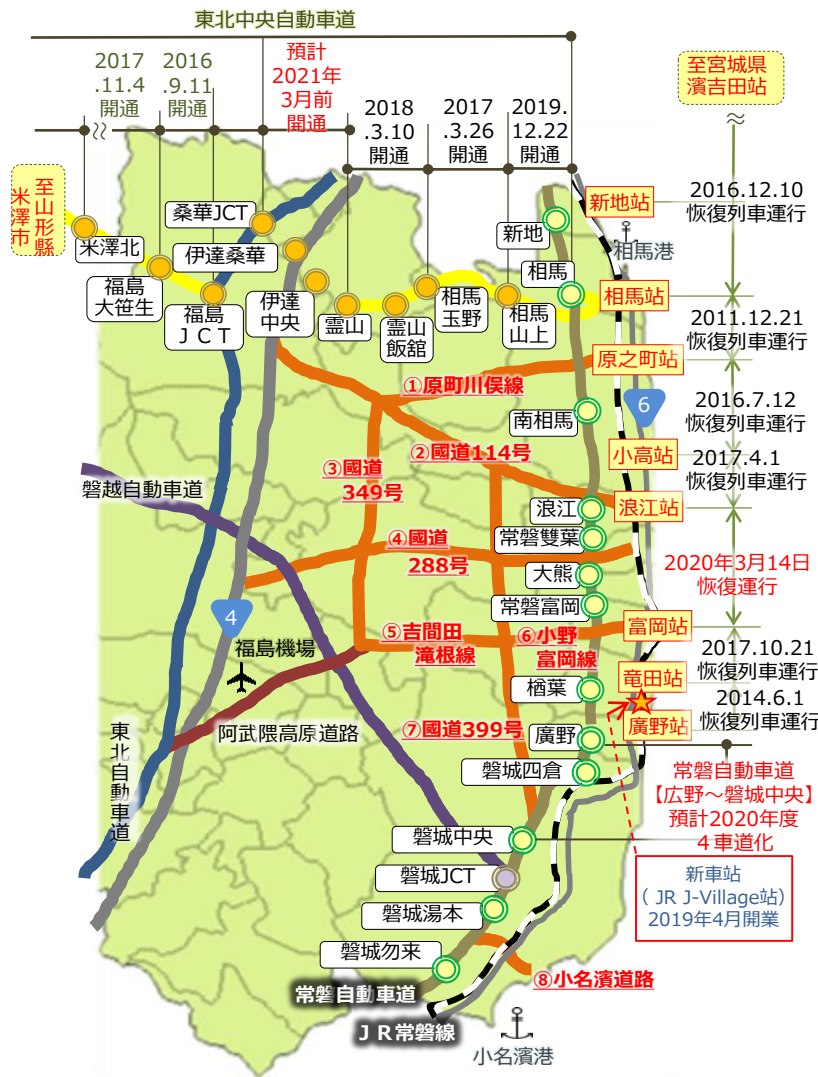 東北中央自動車道
2017
.11.4
開通
2016
.9.11
開通
預計
2021年
3月前
開通
2018
.3.10
開通
2017
.3.26
開通
2019.
12.22
開通
至宮城県
濱吉田站
至山形縣
米澤市
米澤北
福島
大笹生
福島
ＪＣＴ
桑華JCT
伊達桑華
伊達
中央
霊山
霊山
飯舘
相馬
玉野
相馬
山上
新地
相馬
新地站
相馬港
2016.12.10
恢復列車運行
相馬站
2011.12.21
恢復列車運行
原之町站
①原町川俣線
2016.7.12
恢復列車運行
6
南相馬
②國道114号
小高站
2017.4.1
恢復列車運行
③國道
349号
磐越自動車道
浪江
浪江站
常磐雙葉
④國道
288号
大熊
2020年3月14日
恢復運行
常磐富岡
4
⑤吉間田
滝根線
⑥小野
富岡線
富岡站
福島機場
2017.10.21
恢復列車運行
竜田站
楢葉
2014.6.1
恢復列車運行
廣野站
阿武隈高原道路
⑦國道399号
廣野
東北自動車道
磐城四倉
常磐自動車道
【広野～磐城中央】
預計2020年度
４車道化
磐城中央
磐城JCT
新車站
（ JR J-Village站）
2019年4月開業
磐城湯本
磐城勿来
⑧小名濱道路
常磐自動車道
ＪＲ常磐線
小名濱港